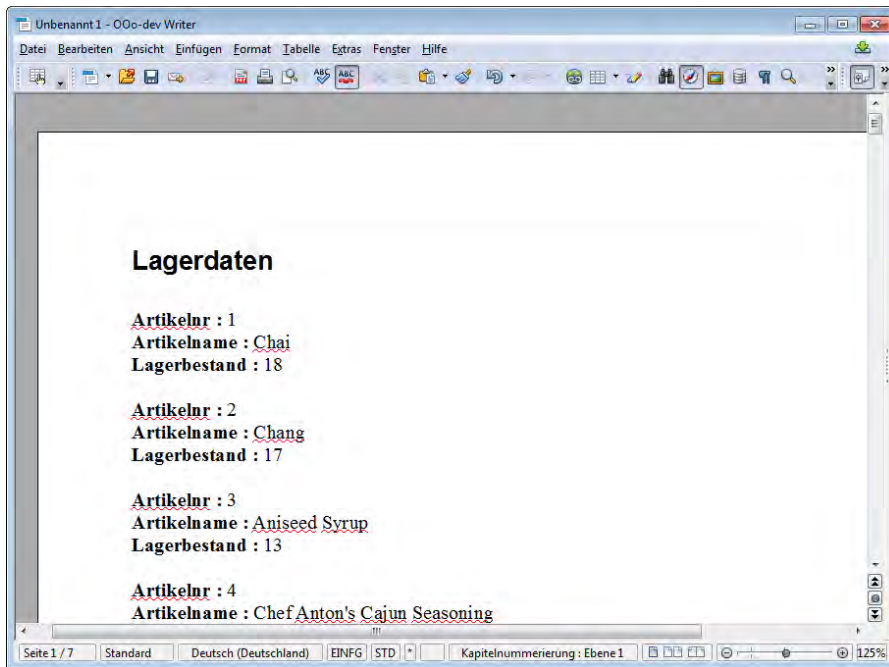 Unbenannt 1 - OOo-dev Writer
Datei Bearbeiten Ansicht Einfügen Format Tabelle Extras Fenster Hilfe
ABC ABC
Lagerdaten
Artikelnr : 1
Artikelname : Chai
Lagerbestand : 18
Artikelnr : 2
Artikelname : Chang
Lagerbestand : 17
Artikelnr : 3
Artikelname : Aniseed Syrup
Lagerbestand : 13
Artikelnr : 4
Artikelname : Chef Anton's Cajun Seasoning
Seite 1 / 7 Standard Deutsch (Deutschland) EINFG STD * Kapitelnummerierung : Ebene 1 125%